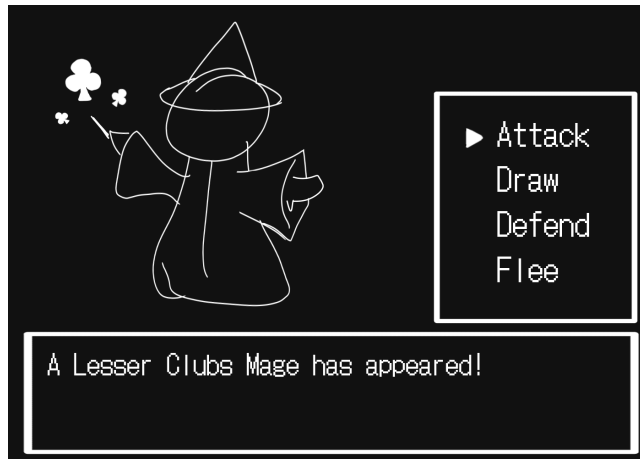 Attack
Draw
Defend
Flee
A Lesser Clubs Mage has appeared!